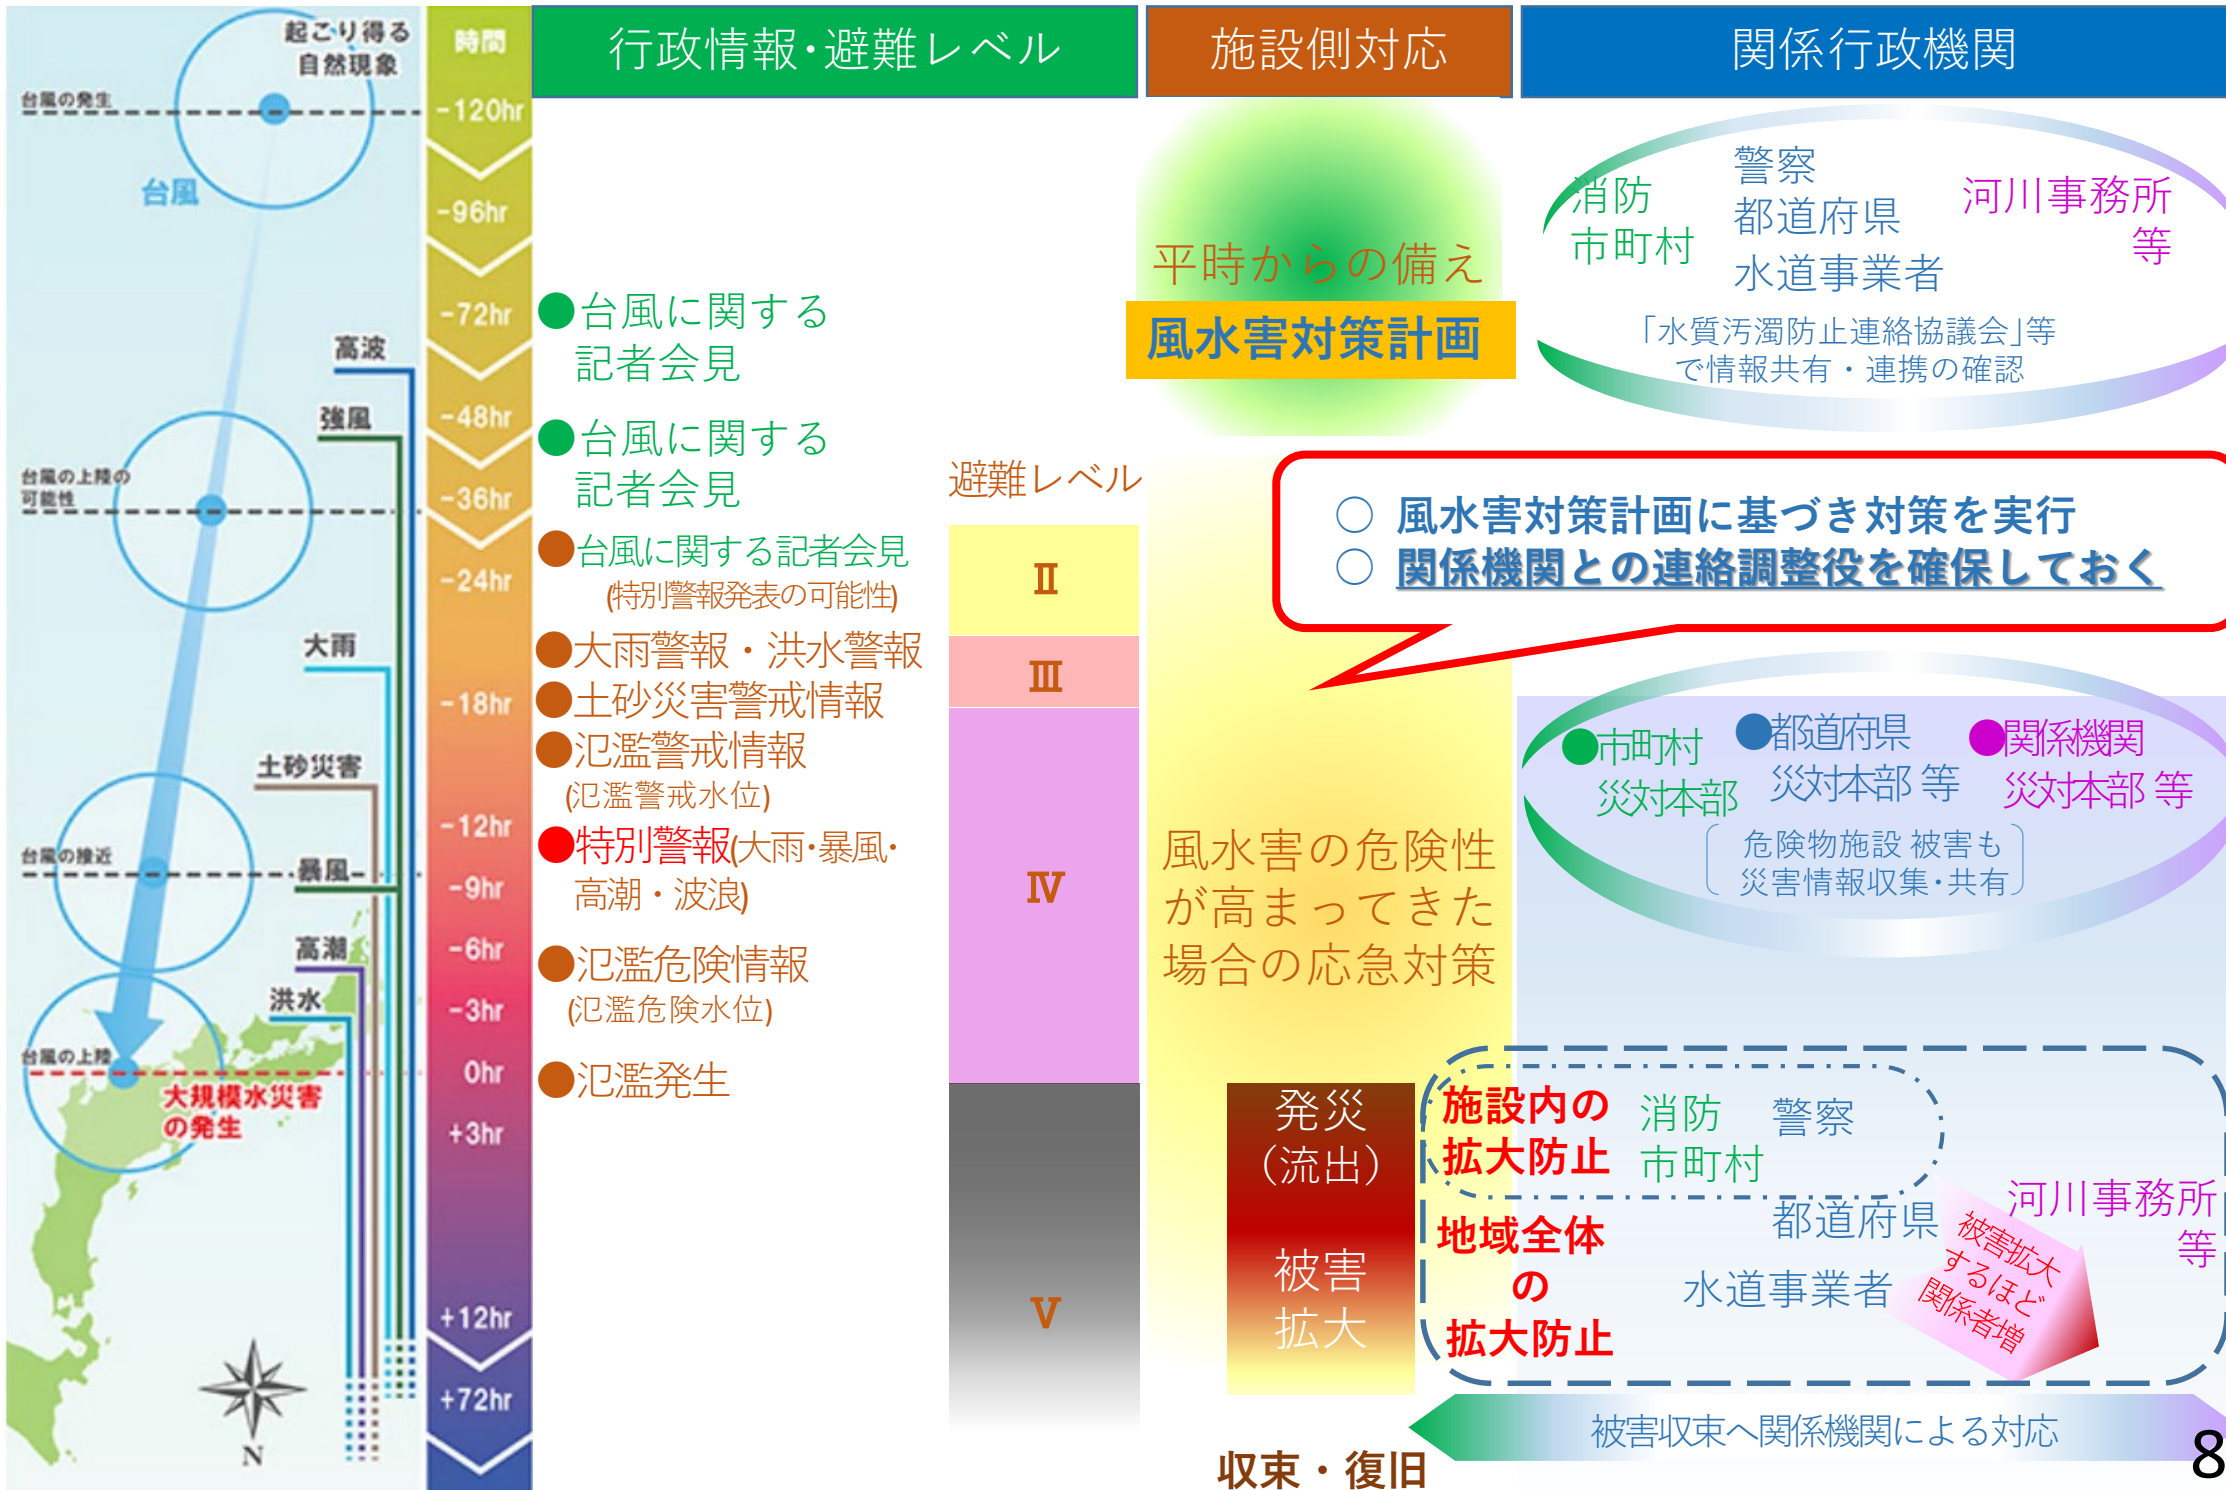 起こり得る
自然現象
台風の発生
台風
高波
強風
台風の上陸の
可能性
大雨
土砂災害
台風の接近
暴風
高潮
洪水
台風の上陸
大規模水災害
の発生
N
時間
-120hr
-96hr
-72hr
-48hr
-36hr
-24hr
-18hr
-12hr
-9hr
-6hr
-3hr
0hr
+3hr
+12hr
+72hr
行政情報・避難レベル
●台風に関する
記者会見
●台風に関する
記者会見
●台風に関する記者会見
(特別警報発表の可能性)
●大雨警報・洪水警報
●土砂災害警戒情報
●氾濫警戒情報
(氾濫警戒水位)
●特別警報(大雨・暴風・
高潮・波浪)
●氾濫危険情報
(氾濫危険水位)
●氾濫発生
避難レベル
Ⅱ
Ⅲ
Ⅳ
Ⅴ
施設側対応
平時からの備え
風水害対策計画
風水害の危険性
が高まってきた
場合の応急対策
発災
（流出）
被害
拡大
収束・復旧
関係行政機関
消防
市町村
警察
都道府県
水道事業者
河川事務所
等
「水質汚濁防止連絡協議会」等
で情報共有・連携の確認
○ 風水害対策計画に基づき対策を実行
○ 関係機関との連絡調整役を確保しておく
●市町村
災対本部
●都道府県
災対本部 等
●関係機関
災対本部 等
危険物施設 被害も
災害情報収集・共有
施設内の
拡大防止
消防
市町村
警察
地域全体
の
拡大防止
都道府県
水道事業者
河川事務所
等
被害拡大
するほど
関係者増
被害収束へ関係機関による対応
8